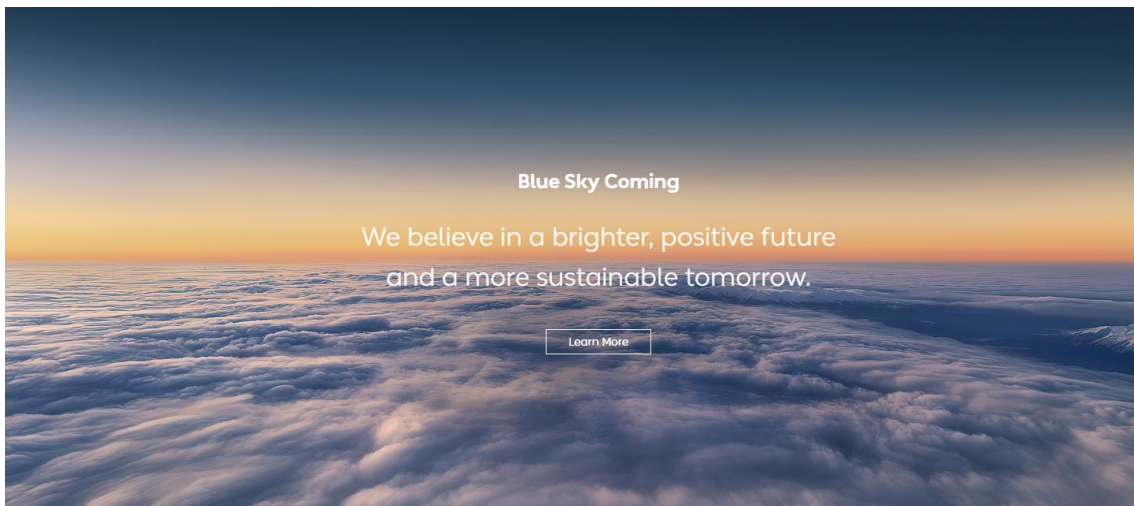 Blue Sky Coming
We believe in a brighter, positive future
and a more sustainable tomorrow.
Learn More